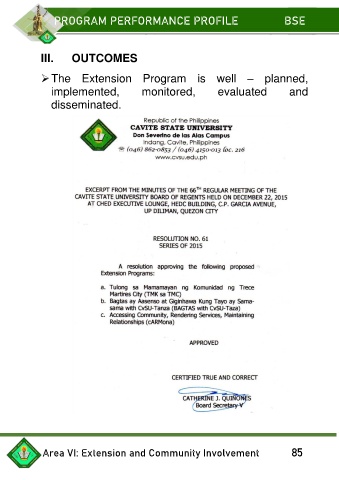 PROGRAM PERFORMANCE PROFILE BSE
III. OUTCOMES
➢The Extension Program is well – planned,
implemented, monitored, evaluated and
disseminated.
Republic of the Philippines
CAVITE STATE UNIVERSITY
Don Severino de las Alas Campus
Indang, Cavite, Philippines
☏ (046) 862-0853 / (046) 4150-013 loc. 216
www.cvsu.edu.ph
EXCERPT FROM THE MINUTES OF THE 66TH REGULAR MEETING OF THE
CAVITE STATE UNIVERSITY BOARD OF REGENTS HELD ON DECEMBER 22, 2015
AT CHED EXECUTIVE LOUNGE, HEDC BUILDING, C.P. GARCIA AVENUE,
UP DILIMAN, QUEZON CITY
RESOLUTION NO. 61
SERIES OF 2015
A resolution approving the following proposed
Extension Programs:
a. Tulong sa Mamamayan ng Komunidad ng Trece
Martires City (TMK sa TMC)
b. Bagtas ay Aasenso at Giginhawa Kung Tayo ay Sama-
sama with CvSU-Tanza (BAGTAS with CvSU-Taza)
c. Accessing Community, Rendering Services, Maintaining
Relationships (cARMona)
APPROVED
CERTIFIED TRUE AND CORRECT
CATHERINE J. QUIÑONES
Board Secretary V
Area VI: Extension and Community Involvement 85